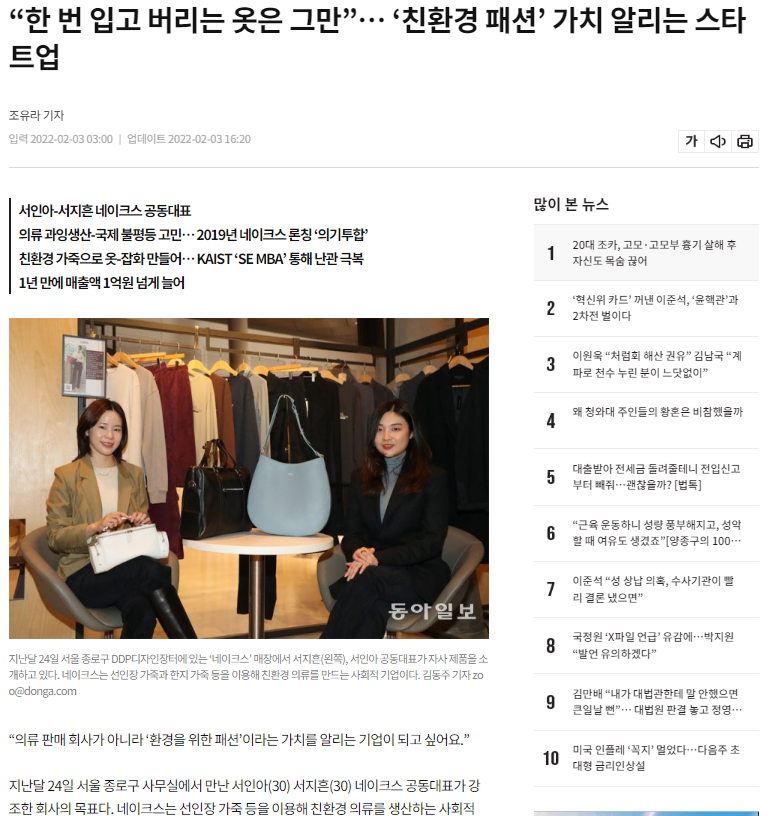 “한 번 입고 버리는 옷은 그만”… ‘친환경 패션’ 가치 알리는 스타
트업
조유라 기자
입력 2022-02-03 03:00 | 업데이트 2022-02-03 16:20
가
서인아-서지흔 네이크스 공동대표
의류 과잉생산-국제 불평등 고민… 2019년 네이크스 론칭 ‘의기투합’
친환경 가죽으로 옷-잡화 만들어… KAIST ‘SE MBA’ 통해 난관 극복
1년 만에 매출액 1억원 넘게 늘어
동아일보
지난달 24일 서울 종로구 DDP디자인장터에 있는 ‘네이크스’ 매장에서 서지흔(왼쪽), 서인아 공동대표가 자사 제품을 소
개하고 있다. 네이크스는 선인장 가죽과 한지 가죽 등을 이용해 친환경 의류를 만드는 사회적 기업이다. 김동주 기자 zo
o@donga.com
“의류 판매 회사가 아니라 ‘환경을 위한 패션’이라는 가치를 알리는 기업이 되고 싶어요.”
지난달 24일 서울 종로구 사무실에서 만난 서인아(30) 서지흔(30) 네이크스 공동대표가 강
조한 회사의 목표다. 네이크스는 선인장 가죽 등을 이용해 친환경 의류를 생산하는 사회적
많이 본 뉴스
1 20대 조카, 고모·고모부 흉기 살해 후
자신도 목숨 끊어
2 ‘혁신위 카드’ 꺼낸 이준석, ‘윤핵관’과
2차전 벌이다
3 이원욱 “처럼회 해산 권유” 김남국 “계
파로 천수 누린 분이 느닷없이”
4 왜 청와대 주인들의 황혼은 비참했을까
5 대출받아 전세금 돌려줄테니 전입신고
부터 빼줘…괜찮을까? [법톡]
6 “근육 운동하니 성량 풍부해지고, 성악
할 때 여유도 생겼죠”[양종구의 100…
7 이준석 “성 상납 의혹, 수사기관이 빨
리 결론 냈으면”
8 국정원 ‘X파일 언급’ 유감에…박지원
“발언 유의하겠다”
9 김만배 “내가 대법관한테 말 안했으면
큰일날 뻔”… 대법원 판결 놓고 정영…
10 미국 인플레 ‘꼭지’ 멀었다…다음주 초
대형 금리인상설